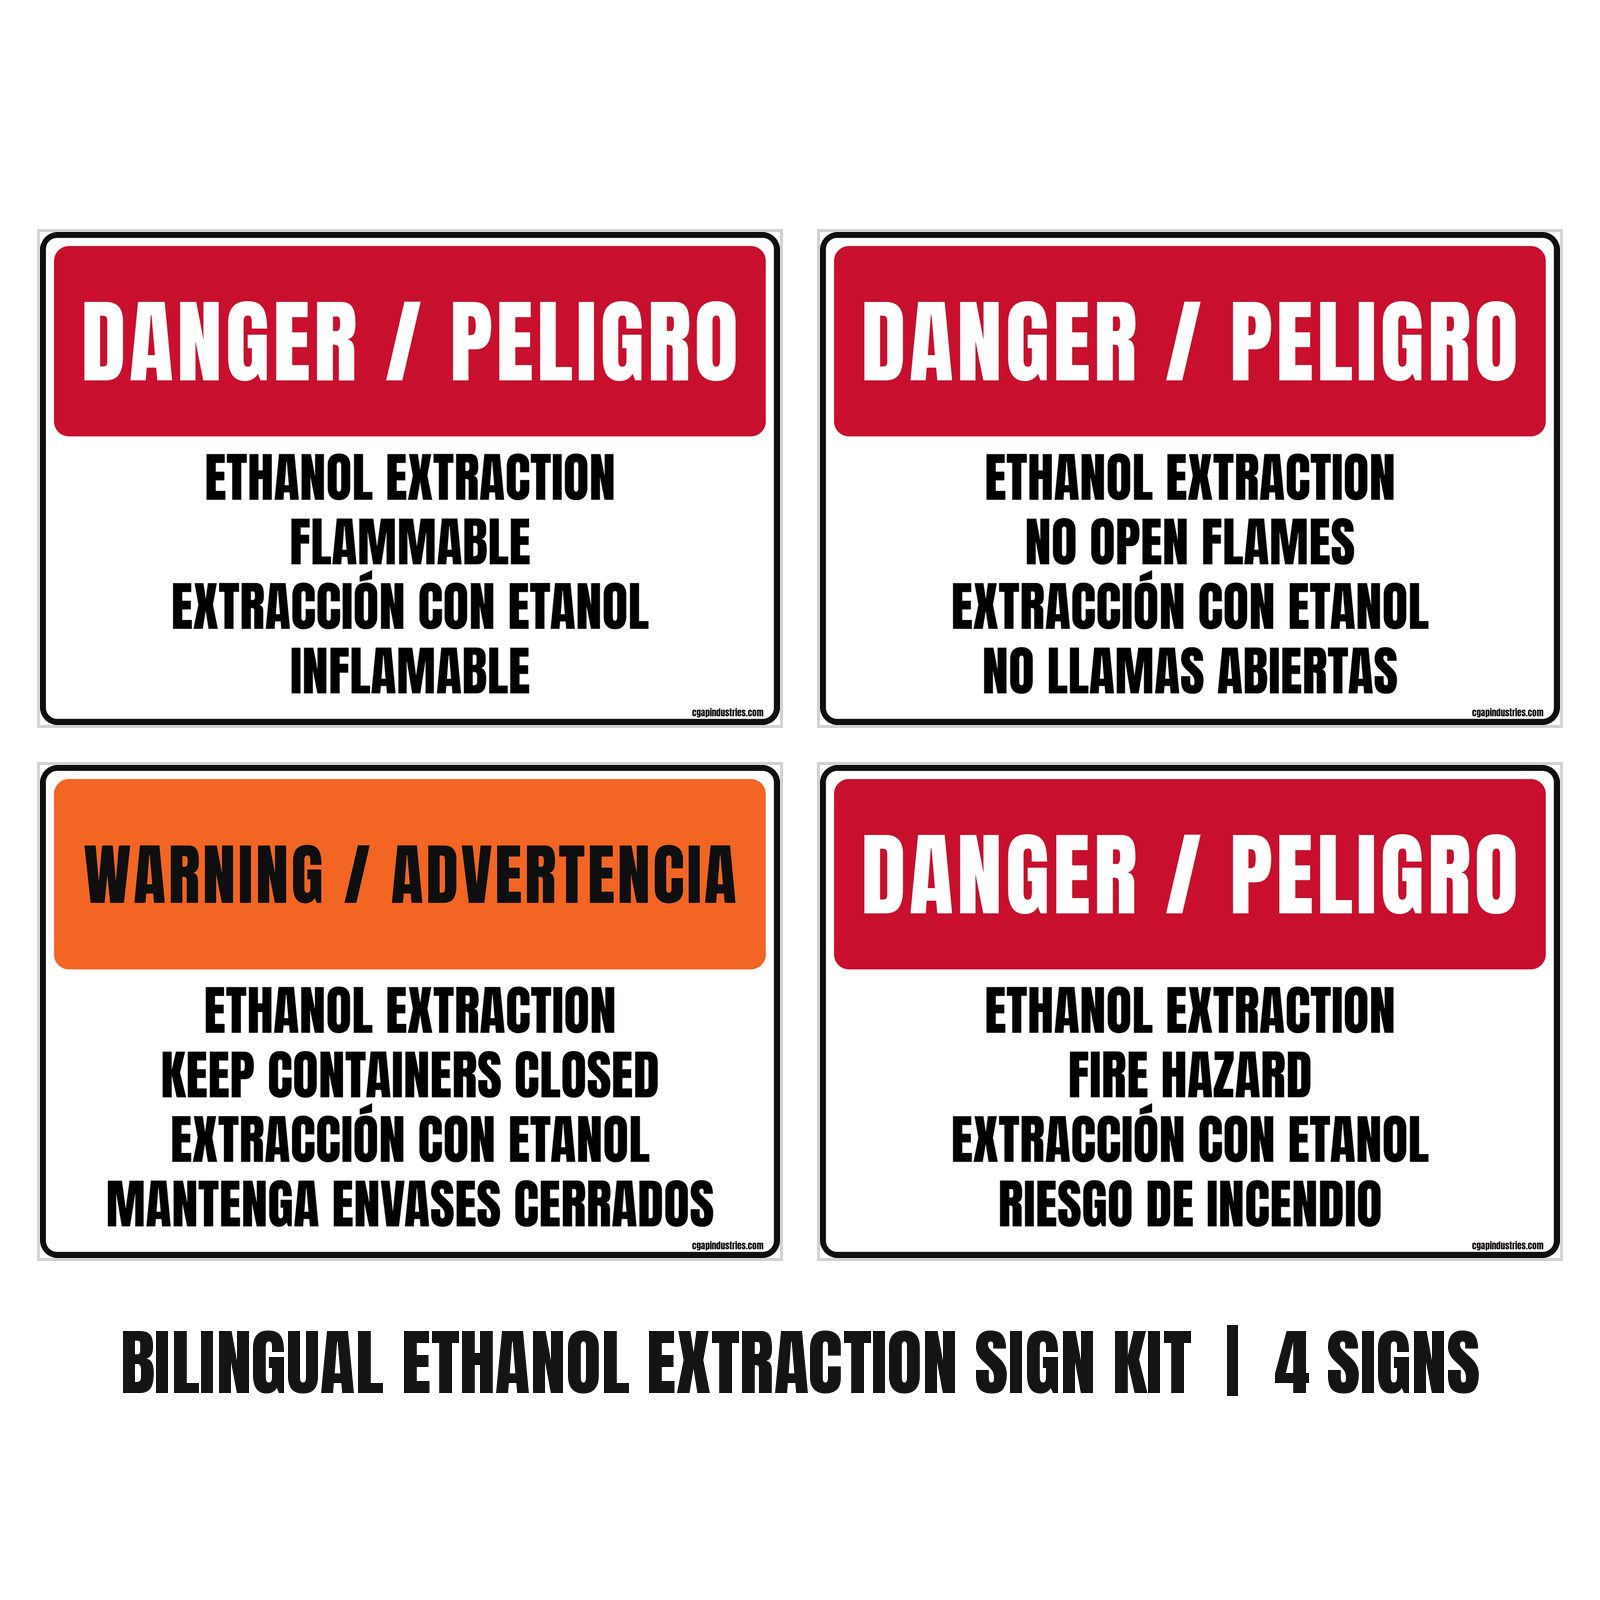 DANGER / PELIGRO
ETHANOL EXTRACTION
FLAMMABLE
EXTRACCIÓN CON ETANOL
INFLAMABLE
cgapindustries.com
DANGER / PELIGRO
ETHANOL EXTRACTION
NO OPEN FLAMES
EXTRACCIÓN CON ETANOL
NO LLAMAS ABIERTAS
cgapindustries.com
WARNING / ADVERTENCIA
ETHANOL EXTRACTION
KEEP CONTAINERS CLOSED
EXTRACCIÓN CON ETANOL
MANTENGA ENVASES CERRADOS
cgapindustries.com
DANGER / PELIGRO
ETHANOL EXTRACTION
FIRE HAZARD
EXTRACCIÓN CON ETANOL
RIESGO DE INCENDIO
cgapindustries.com
BILINGUAL ETHANOL EXTRACTION SIGN KIT | 4 SIGNS